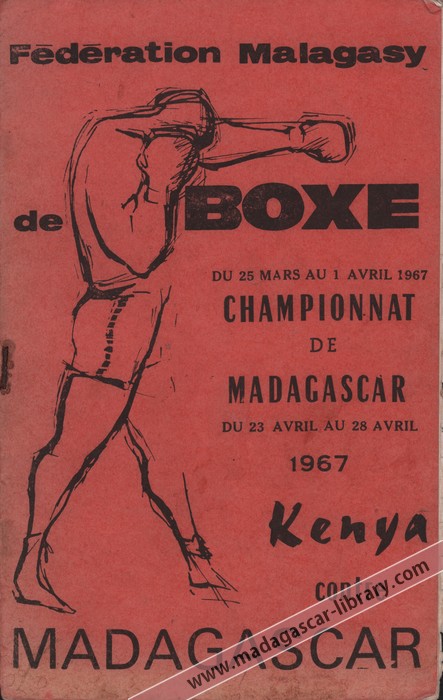 Fédération Malagasy
de BOXE
DU 25 MARS AU 1 AVRIL 1967
CHAMPIONNAT
DE
MADAGASCAR
DU 23 AVRIL AU 28 AVRIL
1967
Kenya
MADAGASCAR
www.madagascar-library.com